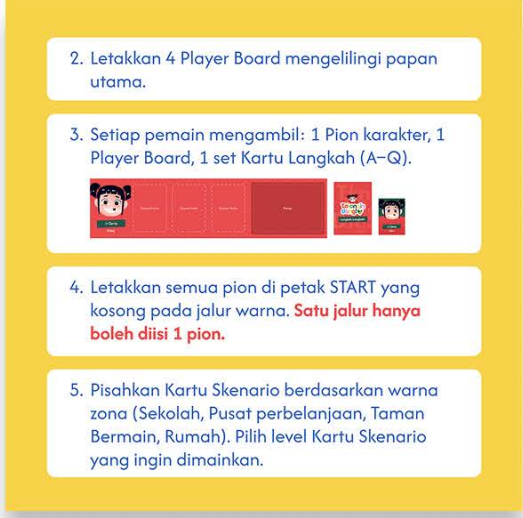 2. Letakkan 4 Player Board mengelilingi papan
utama.
3. Setiap pemain mengambil: 1 Pion karakter, 1
Player Board, 1 set Kartu Langkah (A-Q).
4. Letakkan semua pion di petak START yang
kosong pada jalur warna. Satu jalur hanya
boleh diisi 1 pion.
5. Pisahkan Kartu Skenario berdasarkan warna
zona (Sekolah, Pusat perbelanjaan, Taman
Bermain, Rumah). Pilih level Kartu Skenario
yang ingin dimainkan.